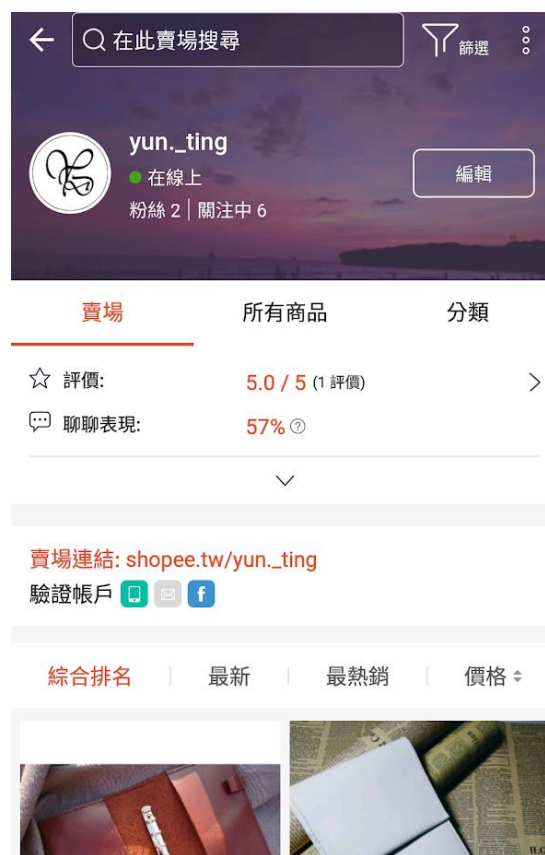 在此賣場搜尋
篩選
yun._ting
在線上
粉絲 2 | 關注中 6
編輯
賣場 所有商品 分類
評價: 5.0 / 5 (1 評價)
聊聊表現: 57%
賣場連結: shopee.tw/yun._ting
驗證帳戶
綜合排名 最新 最熱銷 價格